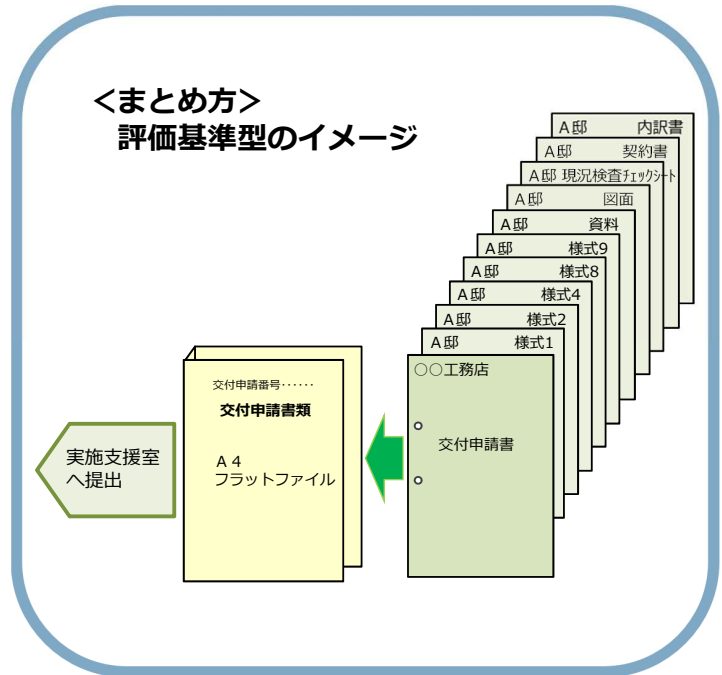 ＜まとめ方＞
評価基準型のイメージ
A邸 内訳書
A邸 契約書
A邸 現況検査ﾁｪｯｸｼｰﾄ
A邸 図面
A邸 資料
A邸 様式9
A邸 様式8
A邸 様式4
A邸 様式2
A邸 様式1
○○工務店
交付申請書
交付申請番号‥‥‥
交付申請書類
A４
フラットファイル
実施支援室
へ提出